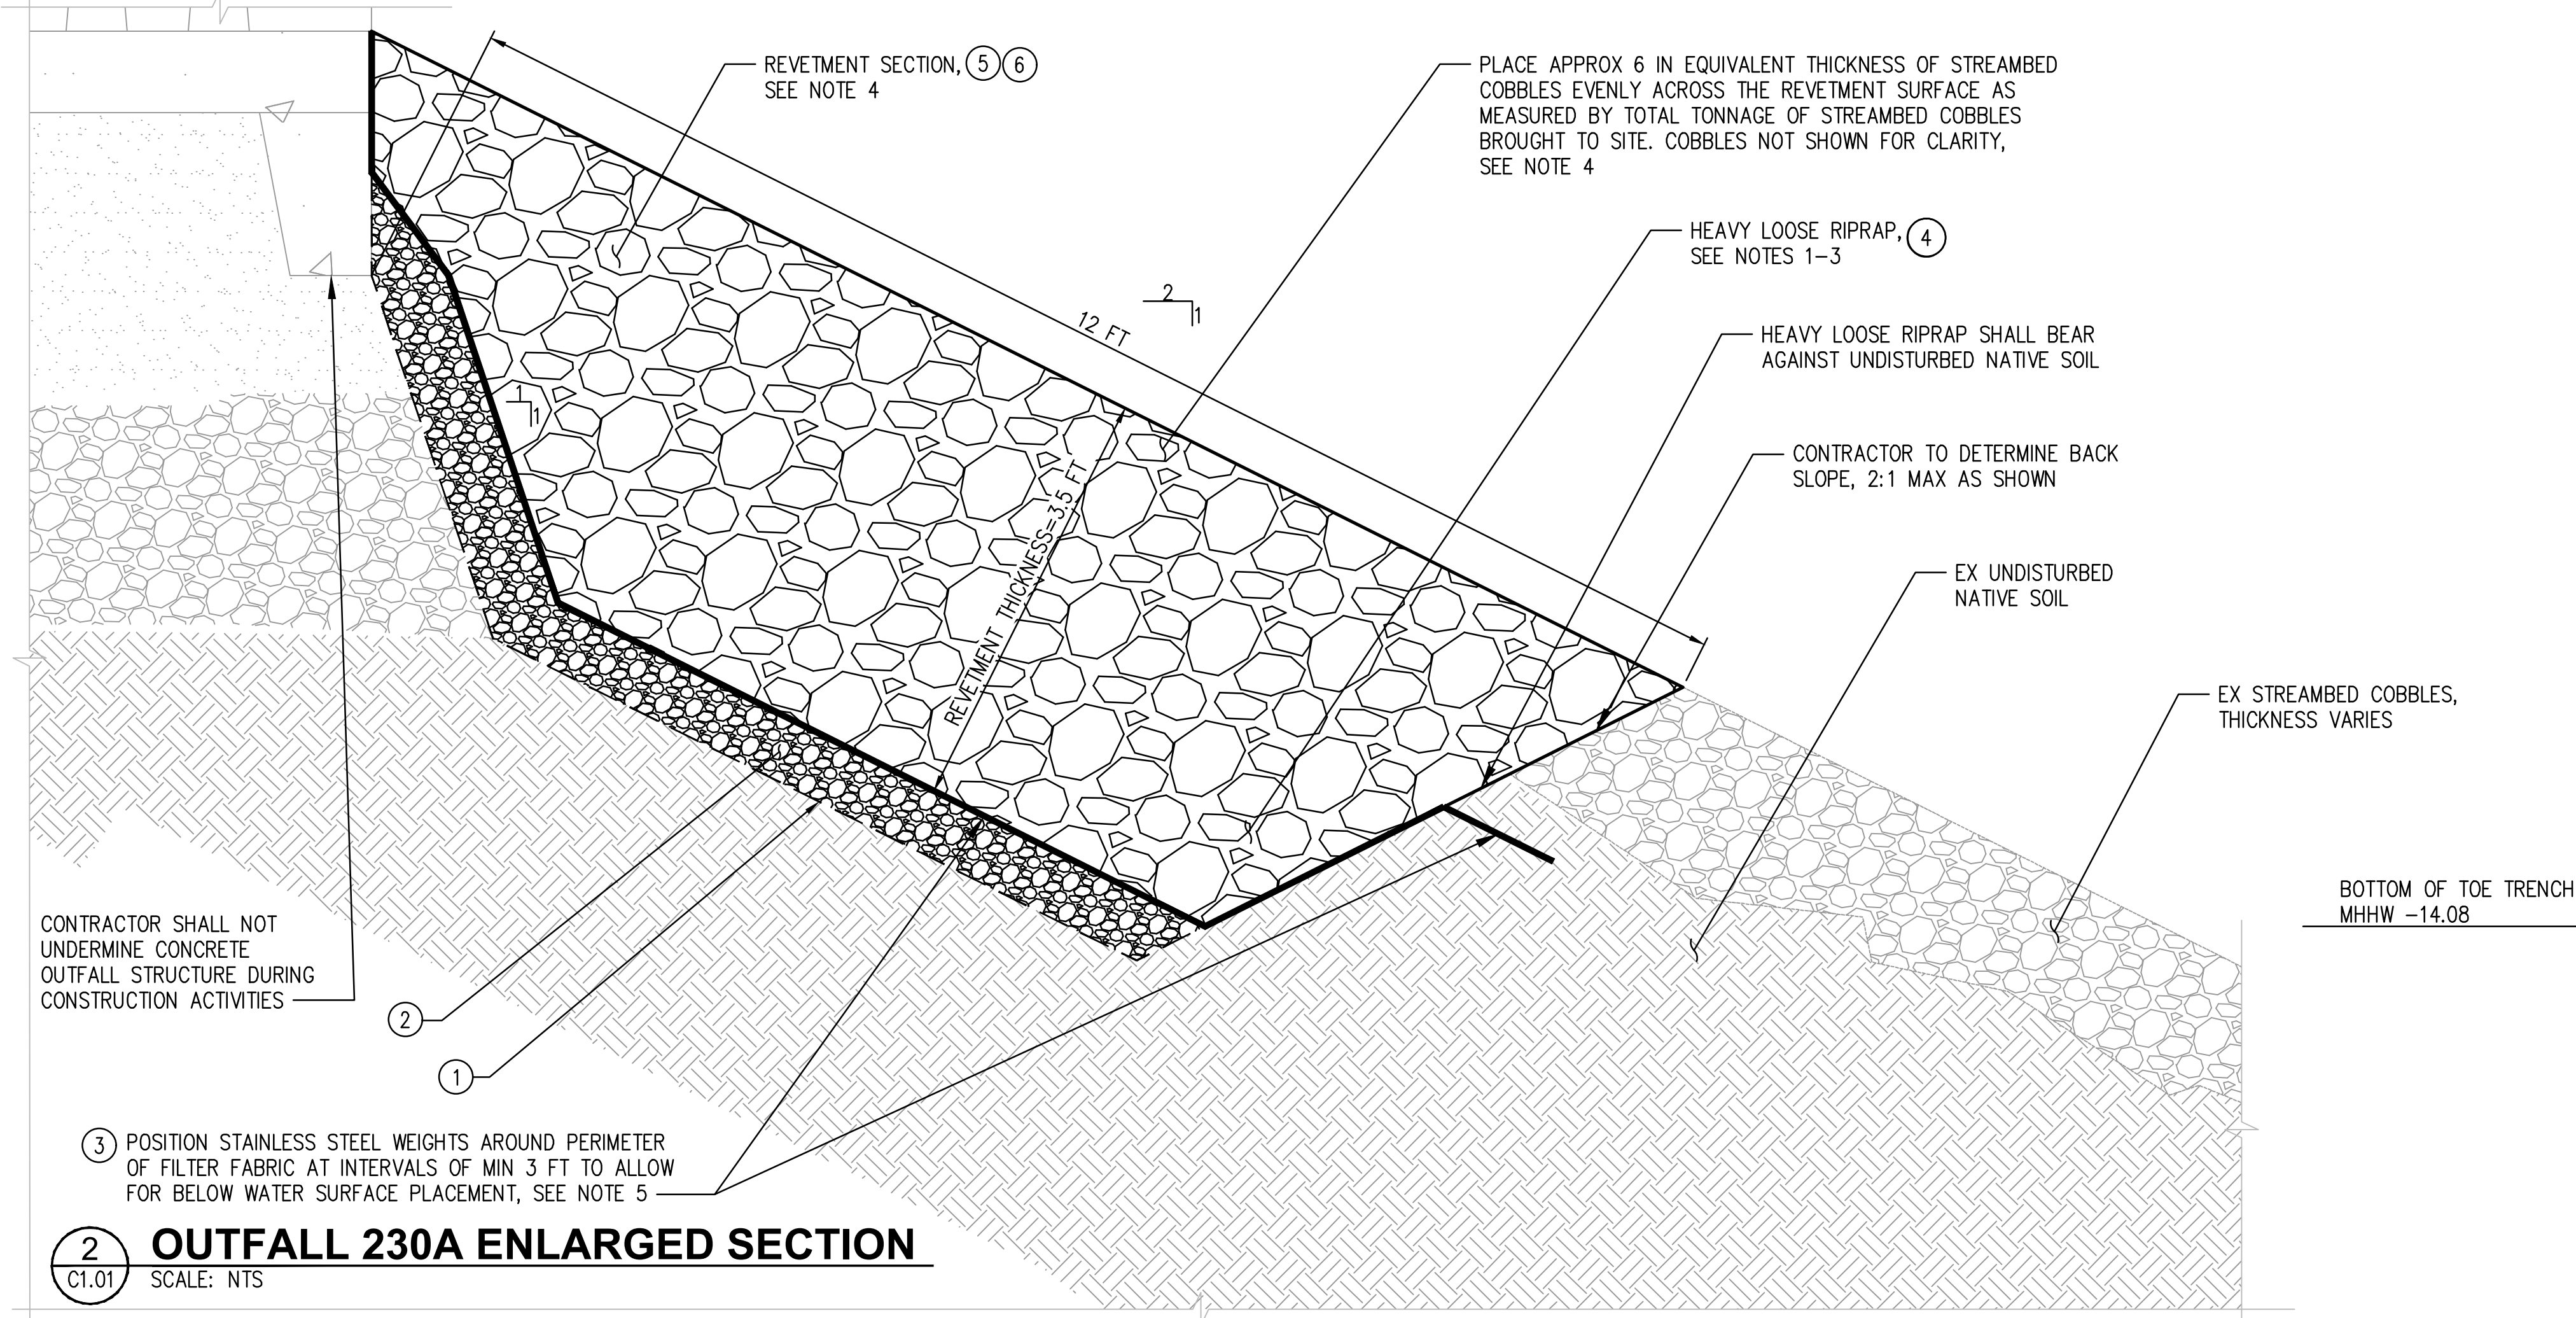 REVETMENT SECTION, 5 6
SEE NOTE 4
PLACE APPROX 6 IN EQUIVALENT THICKNESS OF STREAMBED
COBBLES EVENLY ACROSS THE REVETMENT SURFACE AS
MEASURED BY TOTAL TONNAGE OF STREAMBED COBBLES
BROUGHT TO SITE. COBBLES NOT SHOWN FOR CLARITY,
SEE NOTE 4
HEAVY LOOSE RIPRAP, 4
SEE NOTES 1-3
2
1
12 FT
HEAVY LOOSE RIPRAP SHALL BEAR
AGAINST UNDISTURBED NATIVE SOIL
1
1
CONTRACTOR TO DETERMINE BACK
SLOPE, 2:1 MAX AS SHOWN
REVETMENT THICKNESS=3.5 FT
EX UNDISTURBED
NATIVE SOIL
EX STREAMBED COBBLES,
THICKNESS VARIES
BOTTOM OF TOE TRENCH
MHHW -14.08
CONTRACTOR SHALL NOT
UNDERMINE CONCRETE
OUTFALL STRUCTURE DURING
CONSTRUCTION ACTIVITIES
2
1
3 POSITION STAINLESS STEEL WEIGHTS AROUND PERIMETER
OF FILTER FABRIC AT INTERVALS OF MIN 3 FT TO ALLOW
FOR BELOW WATER SURFACE PLACEMENT, SEE NOTE 5
2 OUTFALL 230A ENLARGED SECTION
C1.01 SCALE: NTS